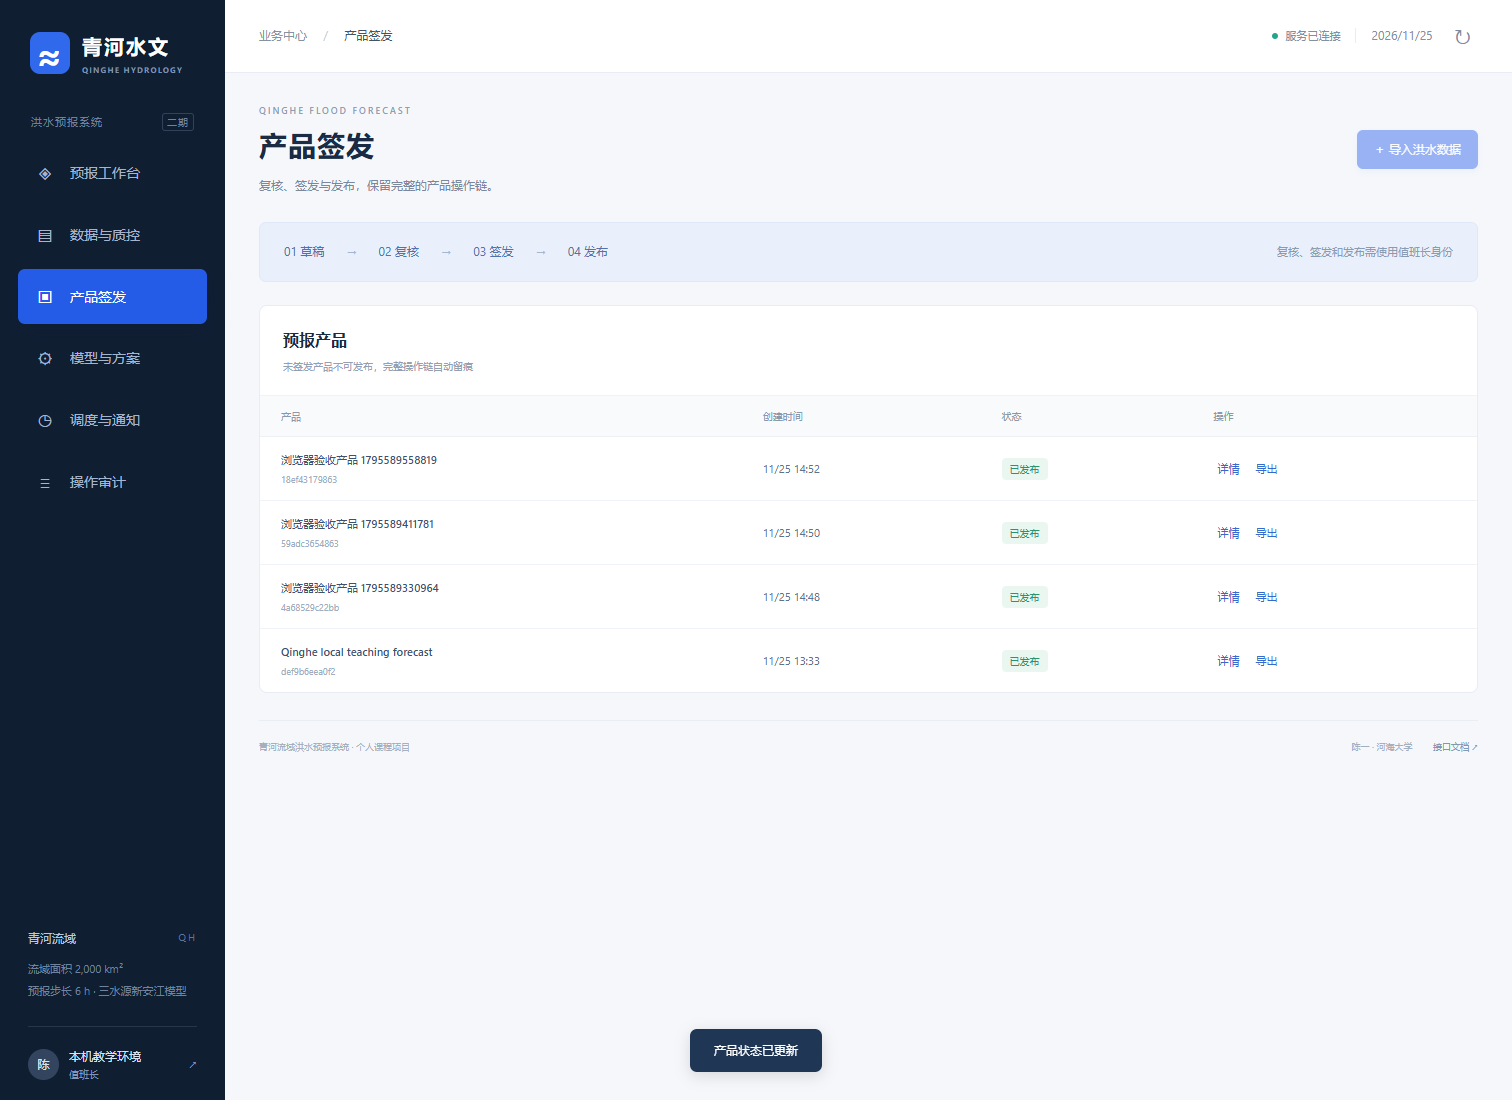 青河水文
QINGHE HYDROLOGY
洪水预报系统 二期
预报工作台
数据与质控
产品签发
模型与方案
调度与通知
操作审计
青河流域 QH
流域面积 2,000 km²
预报步长 6 h · 三水源新安江模型
陈 本机教学环境 ↗
值班长
业务中心 / 产品签发
服务已连接 2026/11/25
QINGHE FLOOD FORECAST
产品签发
复核、签发与发布，保留完整的产品操作链。
+ 导入洪水数据
01 草稿 → 02 复核 → 03 签发 → 04 发布 复核、签发和发布需使用值班长身份
预报产品
未签发产品不可发布，完整操作链自动留痕
产品 创建时间 状态 操作
浏览器验收产品 1795589558819
18ef43179863
11/25 14:52 已发布 详情 导出
浏览器验收产品 1795589411781
59adc3654863
11/25 14:50 已发布 详情 导出
浏览器验收产品 1795589330964
4a68529c22bb
11/25 14:48 已发布 详情 导出
Qinghe local teaching forecast
def9b6eea0f2
11/25 13:33 已发布 详情 导出
青河流域洪水预报系统 · 个人课程项目 陈一 · 河海大学 接口文档 ↗
产品状态已更新